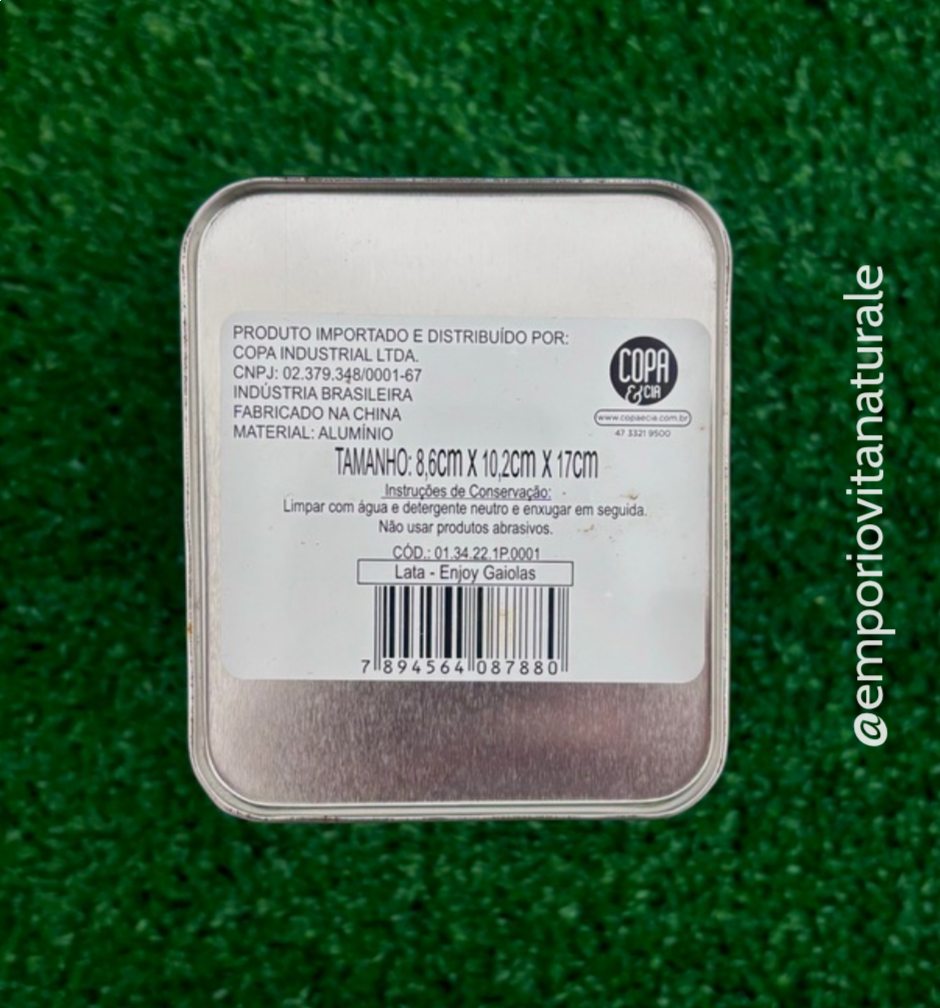 PRODUTO IMPORTADO E DISTRIBUÍDO POR:
COPA INDUSTRIAL LTDA.
CNPJ: 02.379.348/0001-67
INDÚSTRIA BRASILEIRA
FABRICADO NA CHINA
MATERIAL: ALUMÍNIO
COPA
& CIA
www.copaecia.com.br
47 3321 9500
TAMANHO: 8,6cm X 10,2cm X 17cm
Instruções de Conservação:
Limpar com água e detergente neutro e enxugar em seguida.
Não usar produtos abrasivos.
CÓD.: 01.34.22.1P.0001
Lata - Enjoy Gaiolas
7 894564 087880
@emporiovitanaturale